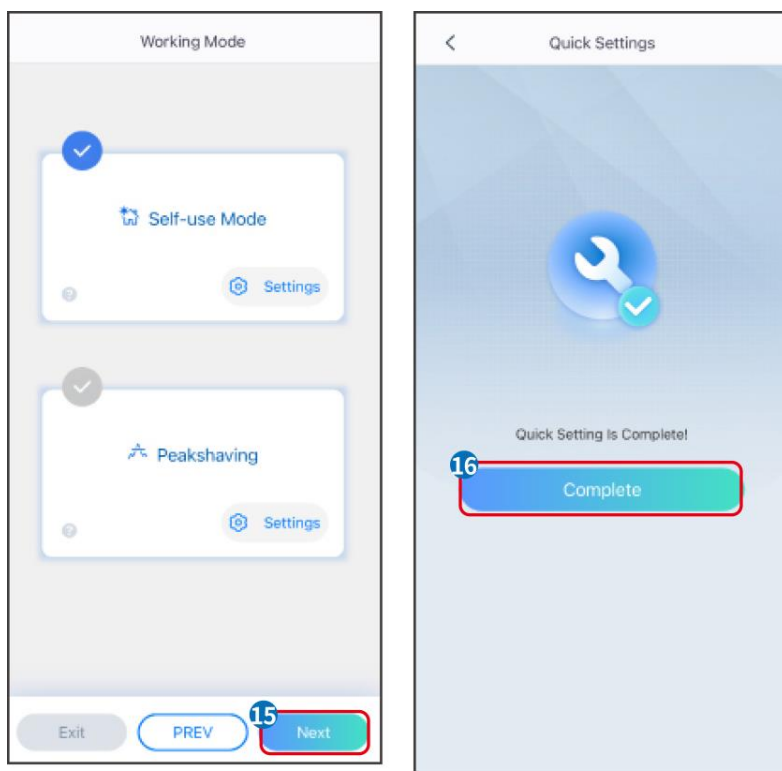 Working Mode
Self-use Mode
Settings
Peakshaving
Settings
Exit
PREV
15
Next
Quick Settings
Quick Setting Is Complete!
16
Complete